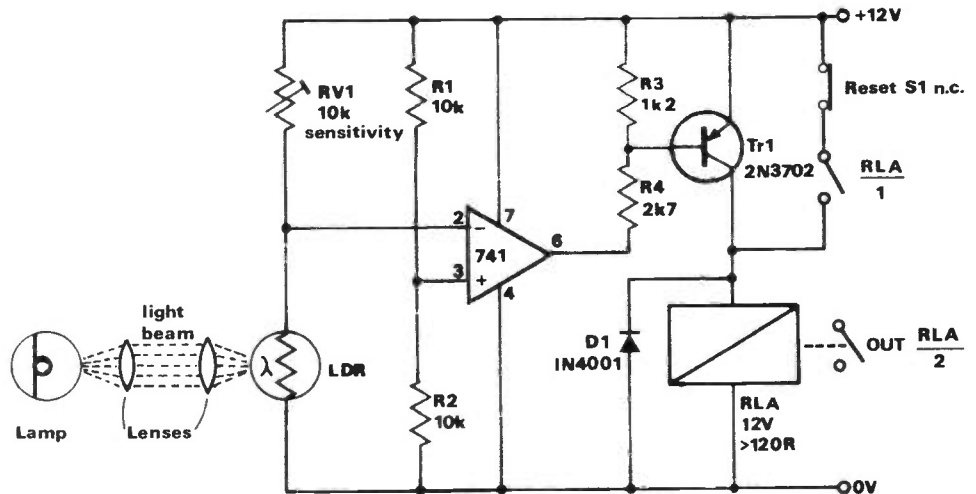 +12V
RV1
10k
sensitivity
R1
10k
R3
1k2
Reset S1 n.c.
Tr1
2N3702
RLA
1
R4
2k7
2
−
7
741
6
3
+
4
light
beam
λ
LDR
D1
IN4001
OUT
RLA
2
R2
10k
RLA
12V
>120R
Lamp
Lenses
0V